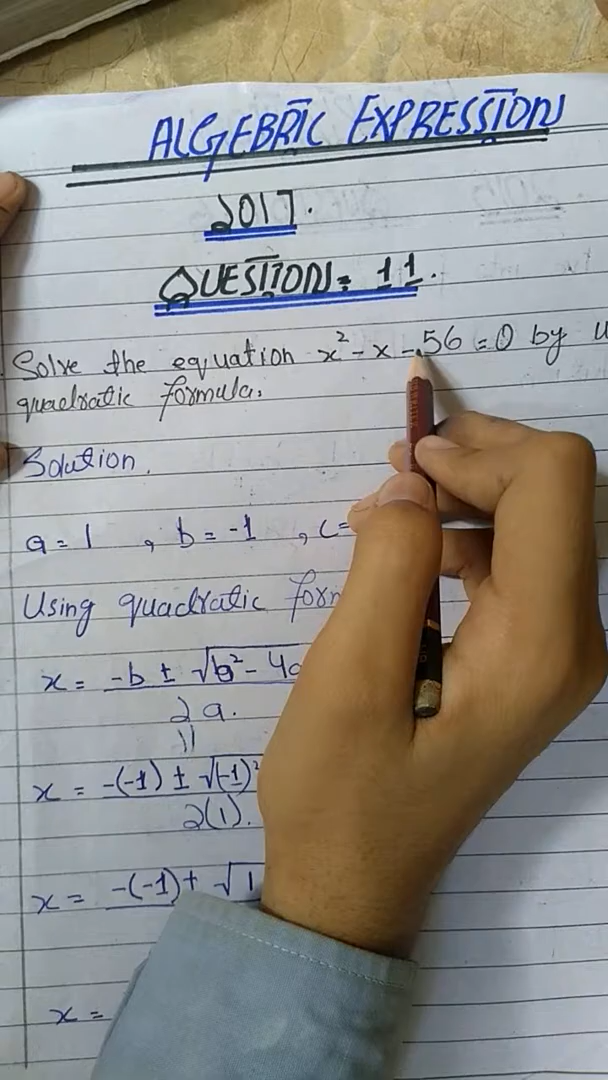 ALGEBRIC EXPRESSION
2017.
QUESTION= 11.
Solve the equation x² - x - 56 = 0 by
quadratic formula.
Solution.
a = 1 , b = -1 , c =
Using quadratic
x = -b ± √b² - 4
2a.
x = -(-1) ± √(-1)²
2(1).
x = -(-1) ± √1
x =